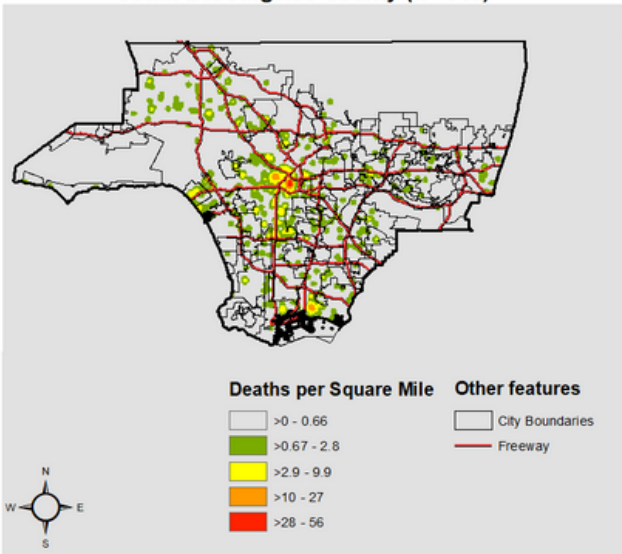 Deaths per Square Mile
>0 - 0.66
>0.67 - 2.8
>2.9 - 9.9
>10 - 27
>28 - 56
Other features
City Boundaries
Freeway
N
W E
S